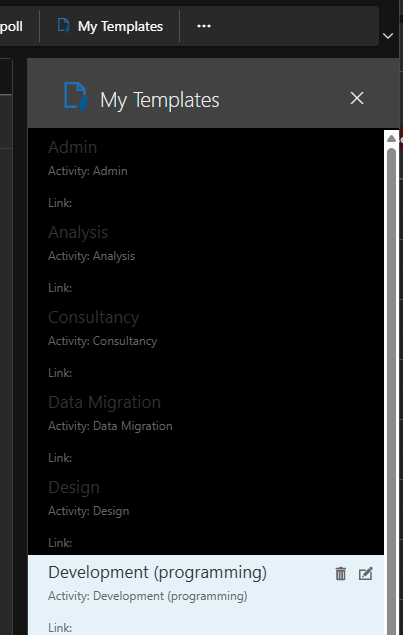 poll
My Templates
My Templates
Admin
Activity: Admin
Link:
Analysis
Activity: Analysis
Link:
Consultancy
Activity: Consultancy
Link:
Data Migration
Activity: Data Migration
Link:
Design
Activity: Design
Link:
Development (programming)
Activity: Development (programming)
Link: